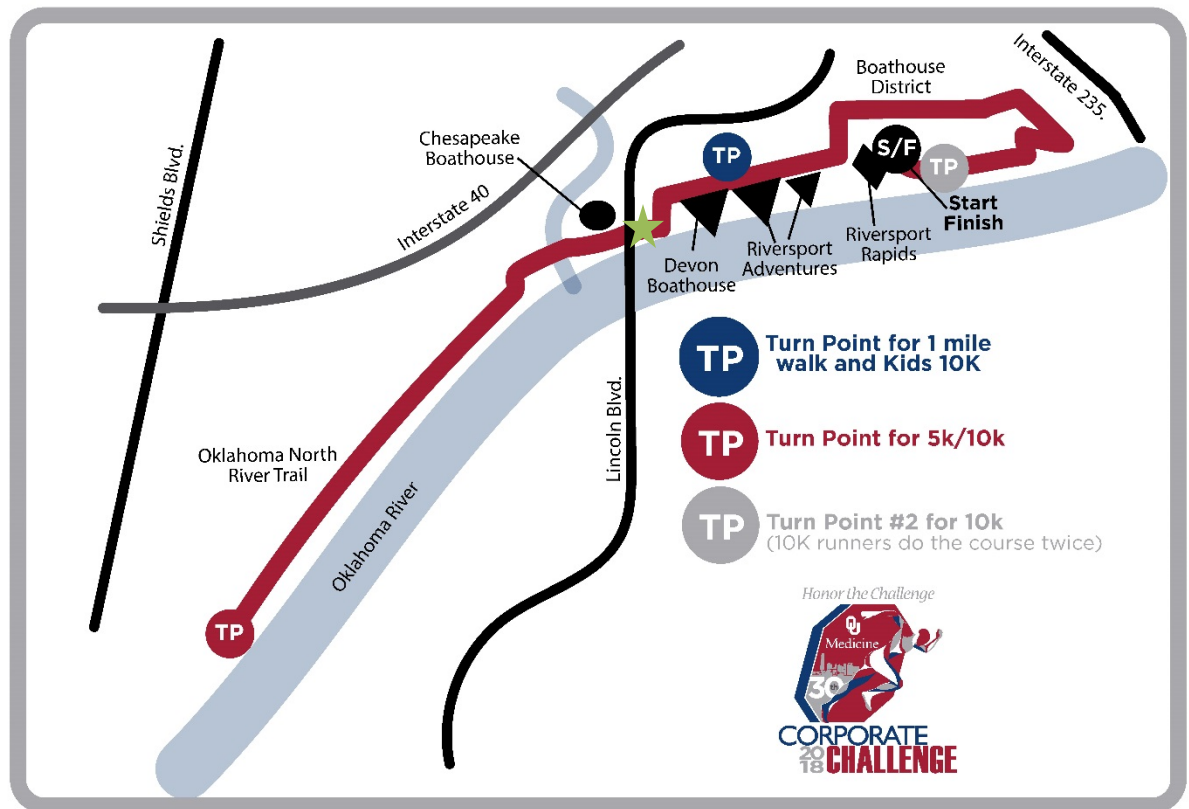 Boathouse
District
Interstate 235.
Chesapeake
Boathouse
TP
S/F
TP
Start
Finish
Shields Blvd.
Interstate 40
Devon
Boathouse
Riversport
Adventures
Riversport
Rapids
Lincoln Blvd.
Oklahoma North
River Trail
Oklahoma River
TP
TP
Turn Point for 1 mile
walk and Kids 10K
TP
Turn Point for 5k/10k
TP
Turn Point #2 for 10k
(10K runners do the course twice)
Honor the Challenge
OU
Medicine
30th
CORPORATE
2018 CHALLENGE